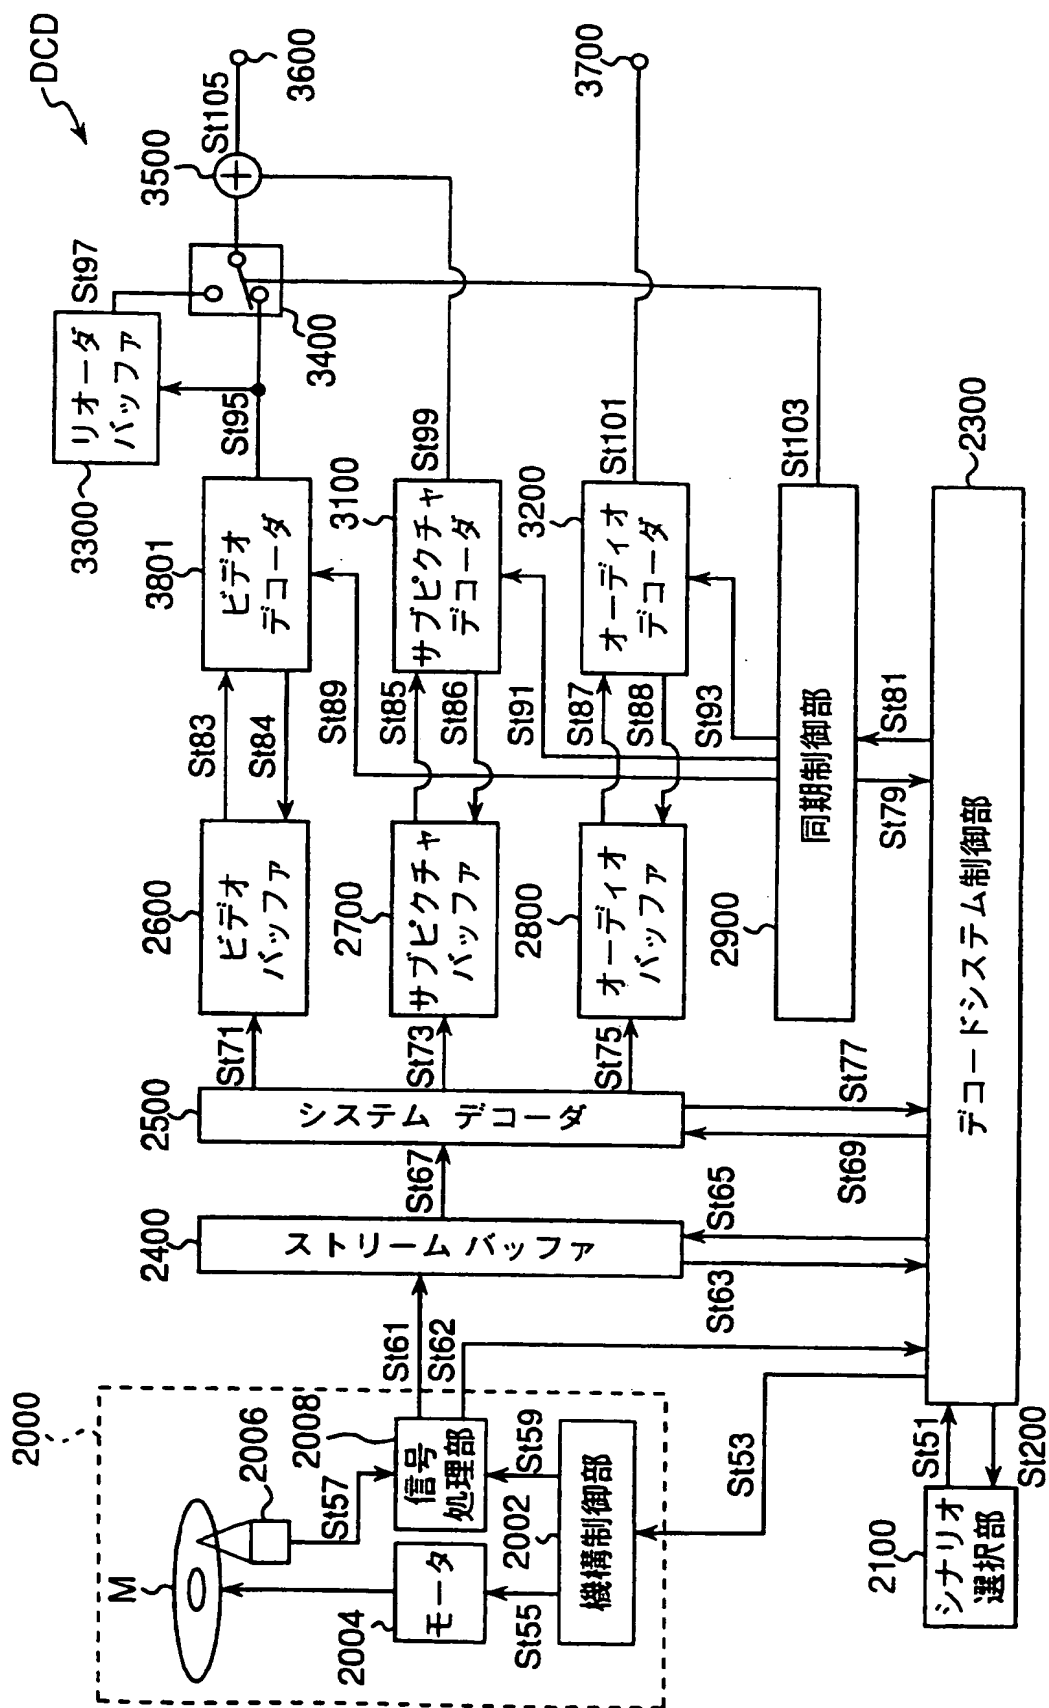 DCD
2000
M
2006
St57
2008
信号
処理部
2004
モータ
St55
2002
St59
機構制御部
St61
St62
St53
2100
シナリオ
選択部
St51
St200
2400
ストリーム バッファ
St63
St65
St67
2500
システム デコーダ
St69
St77
St71
St73
St75
2600
ビデオ
バッファ
2700
サブピクチャ
バッファ
2800
オーディオ
バッファ
St83
St84
St89
St85
St86
St91
St87
St88
St93
2900
同期制御部
St79
St81
2300
デコードシステム制御部
3801
ビデオ
デコーダ
3100
サブピクチャ
デコーダ
3200
オーディオ
デコーダ
3300
リオーダ
バッファ
St95
St97
St99
St101
St103
3400
3500
St105
3600
3700